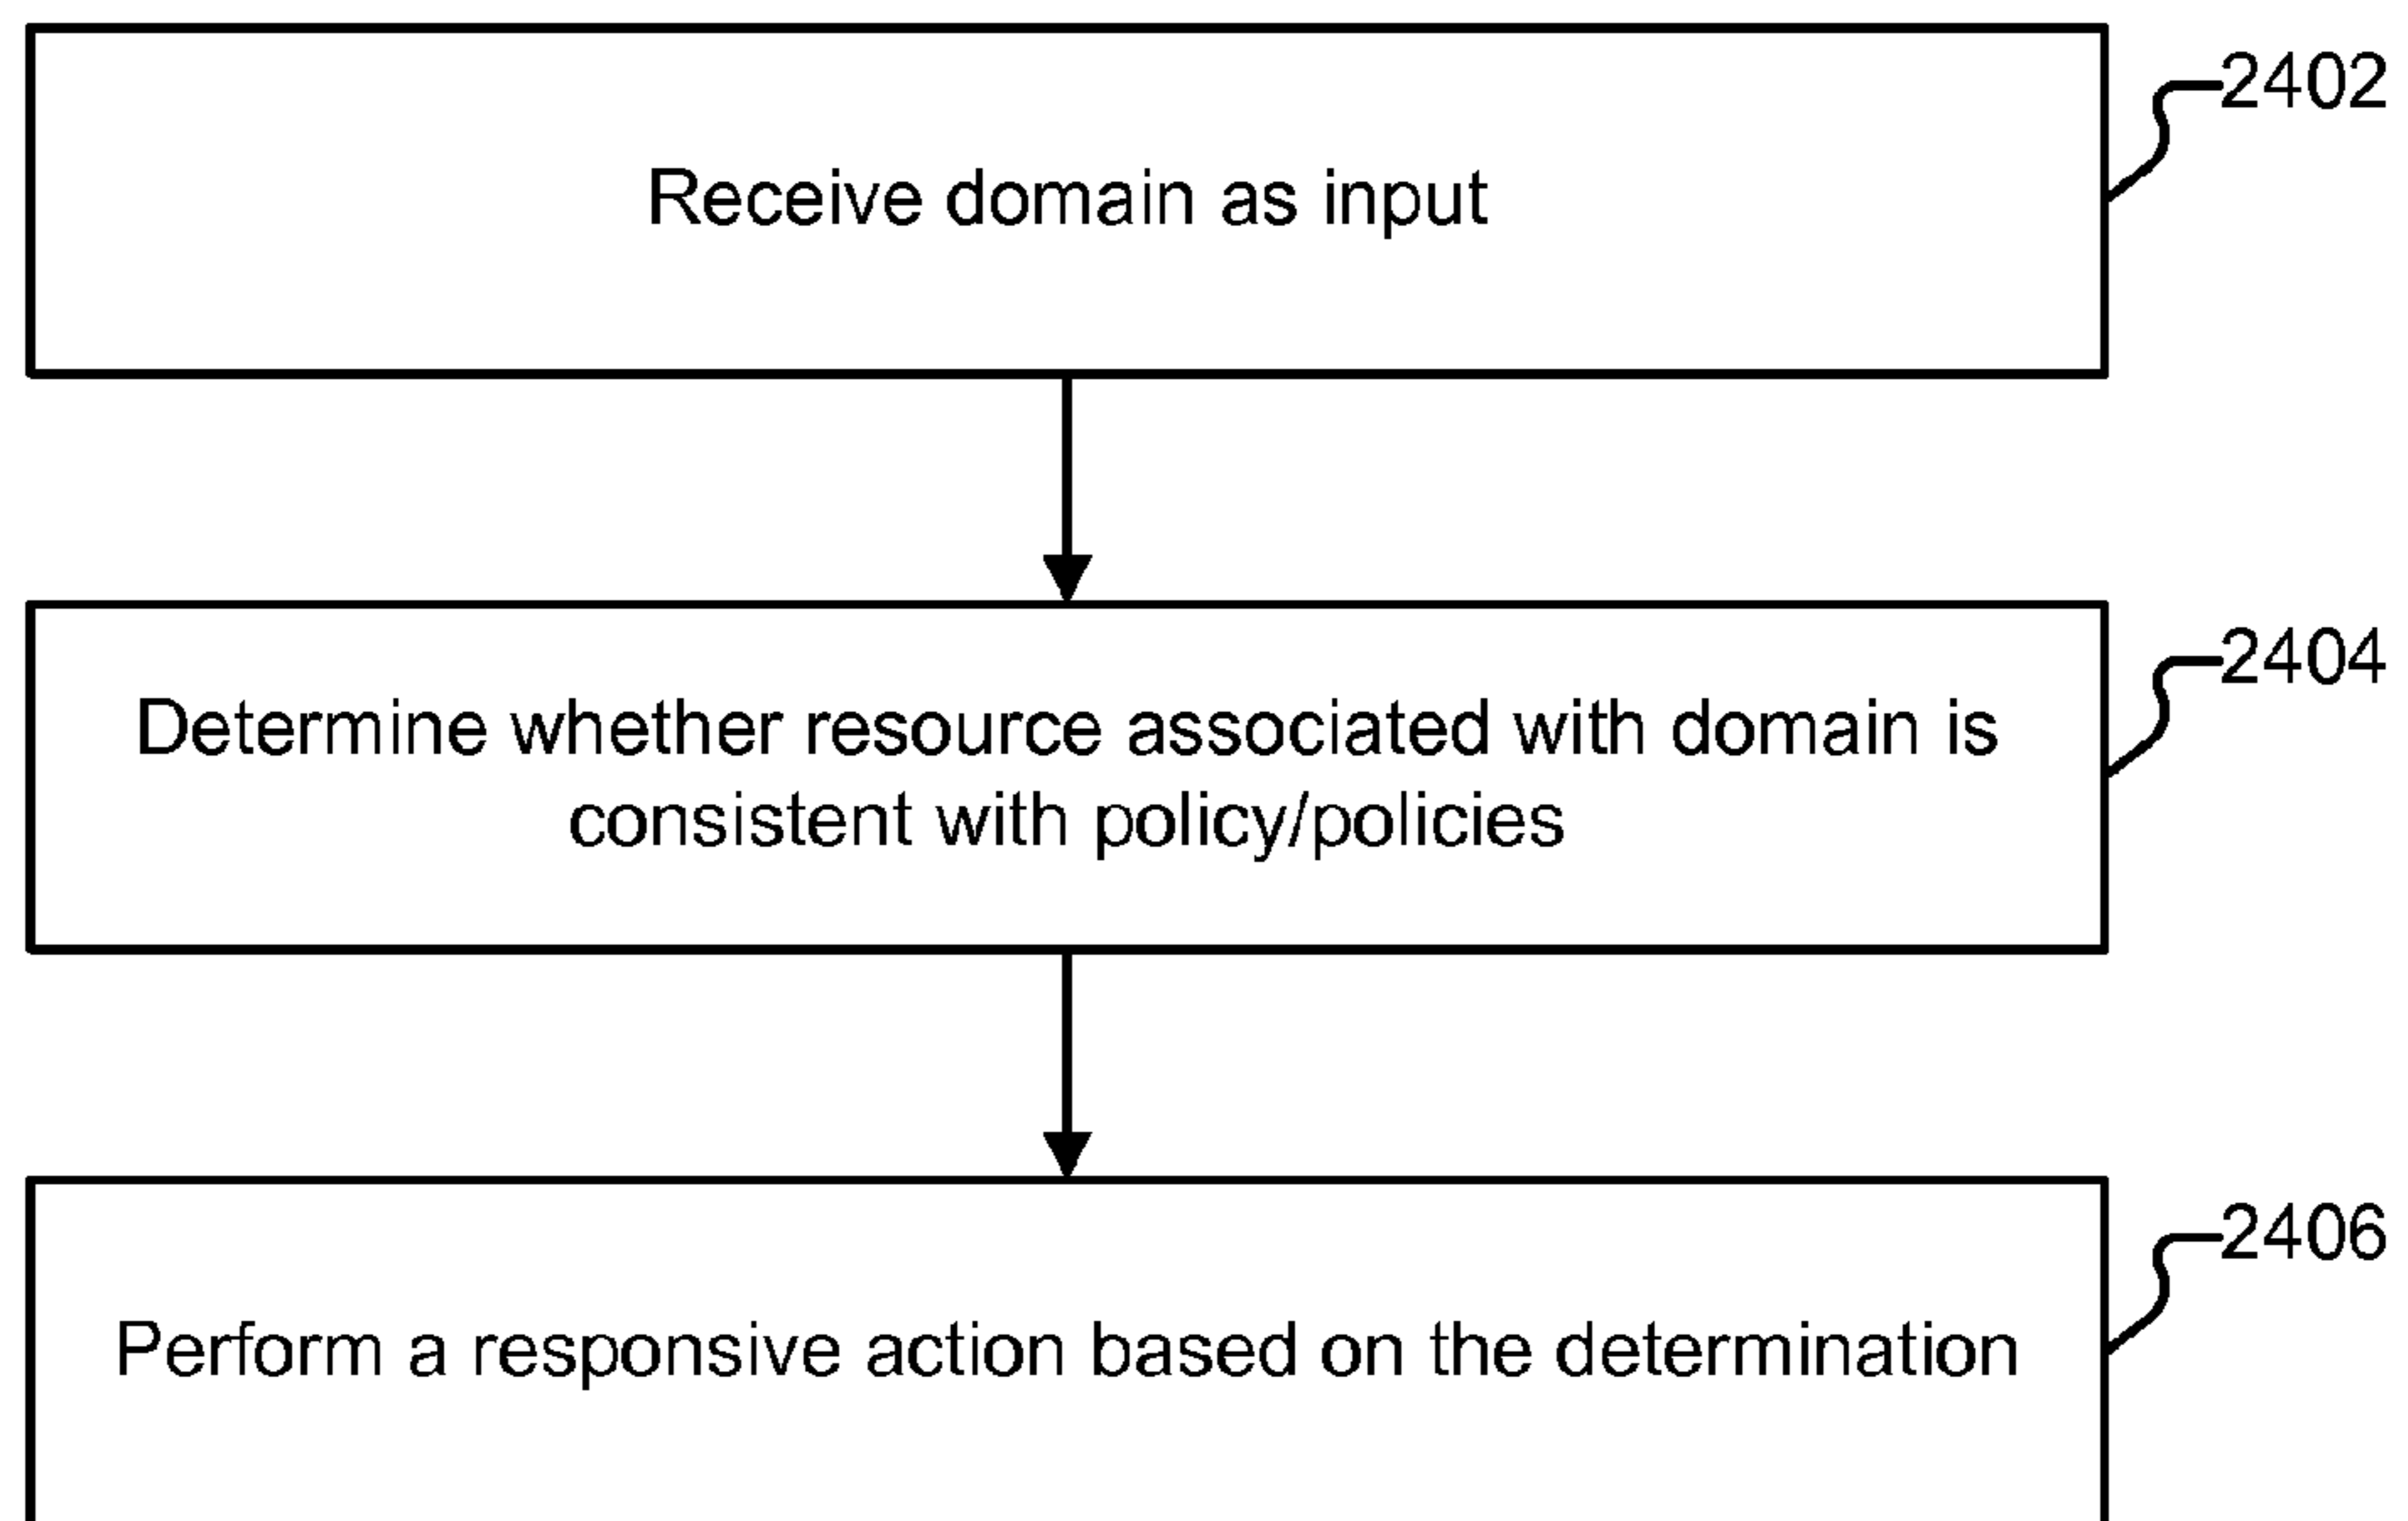 2402
Receive domain as input
2404
Determine whether resource associated with domain is
consistent with policy/policies
2406
Perform a responsive action based on the determination